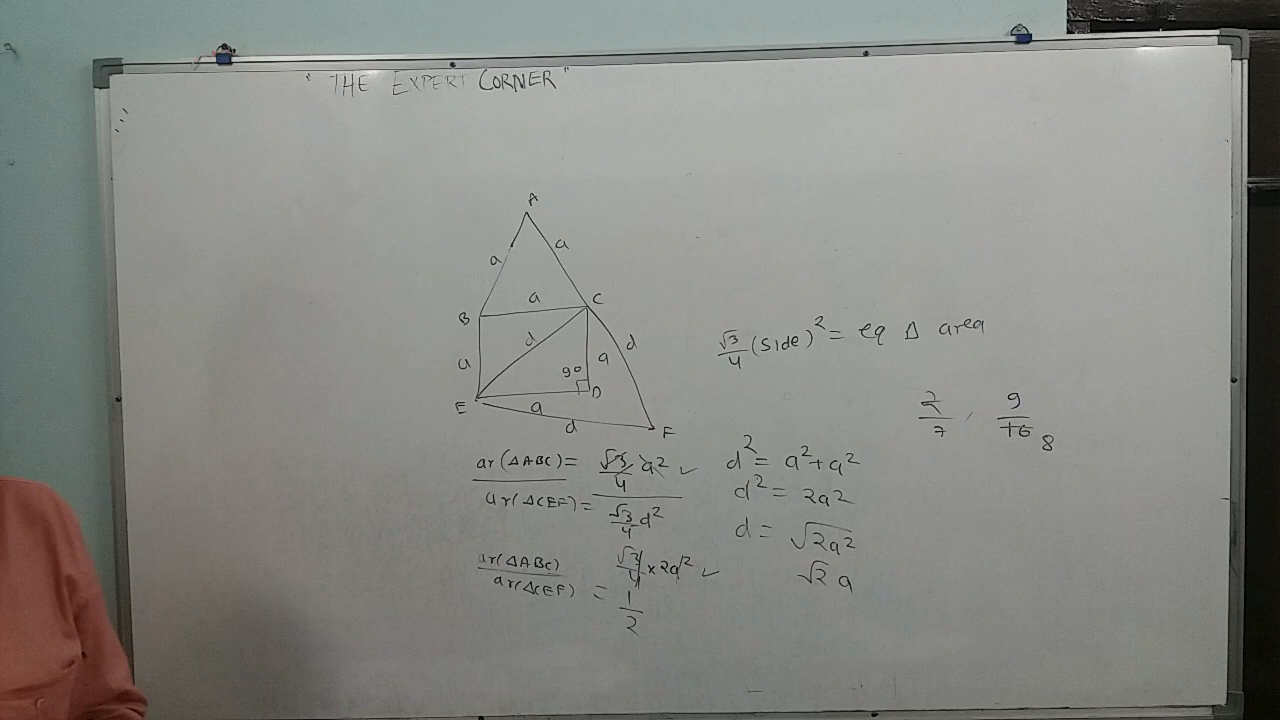 " THE EXPERT CORNER "
A
a a
B a C
a d a d
90
E a D
d F
√3/4 (Side)² = eq Δ area
2/7 , 9/16 8
ar(ΔABC) = √3/4 a² ✓
ar(ΔCEF) = √3/4 d²
d² = a²+a²
d² = 2a²
d = √2a²
√2 a
ar(ΔABC)
ar(ΔCEF) = √3/4 × 2a² ✓
1/2